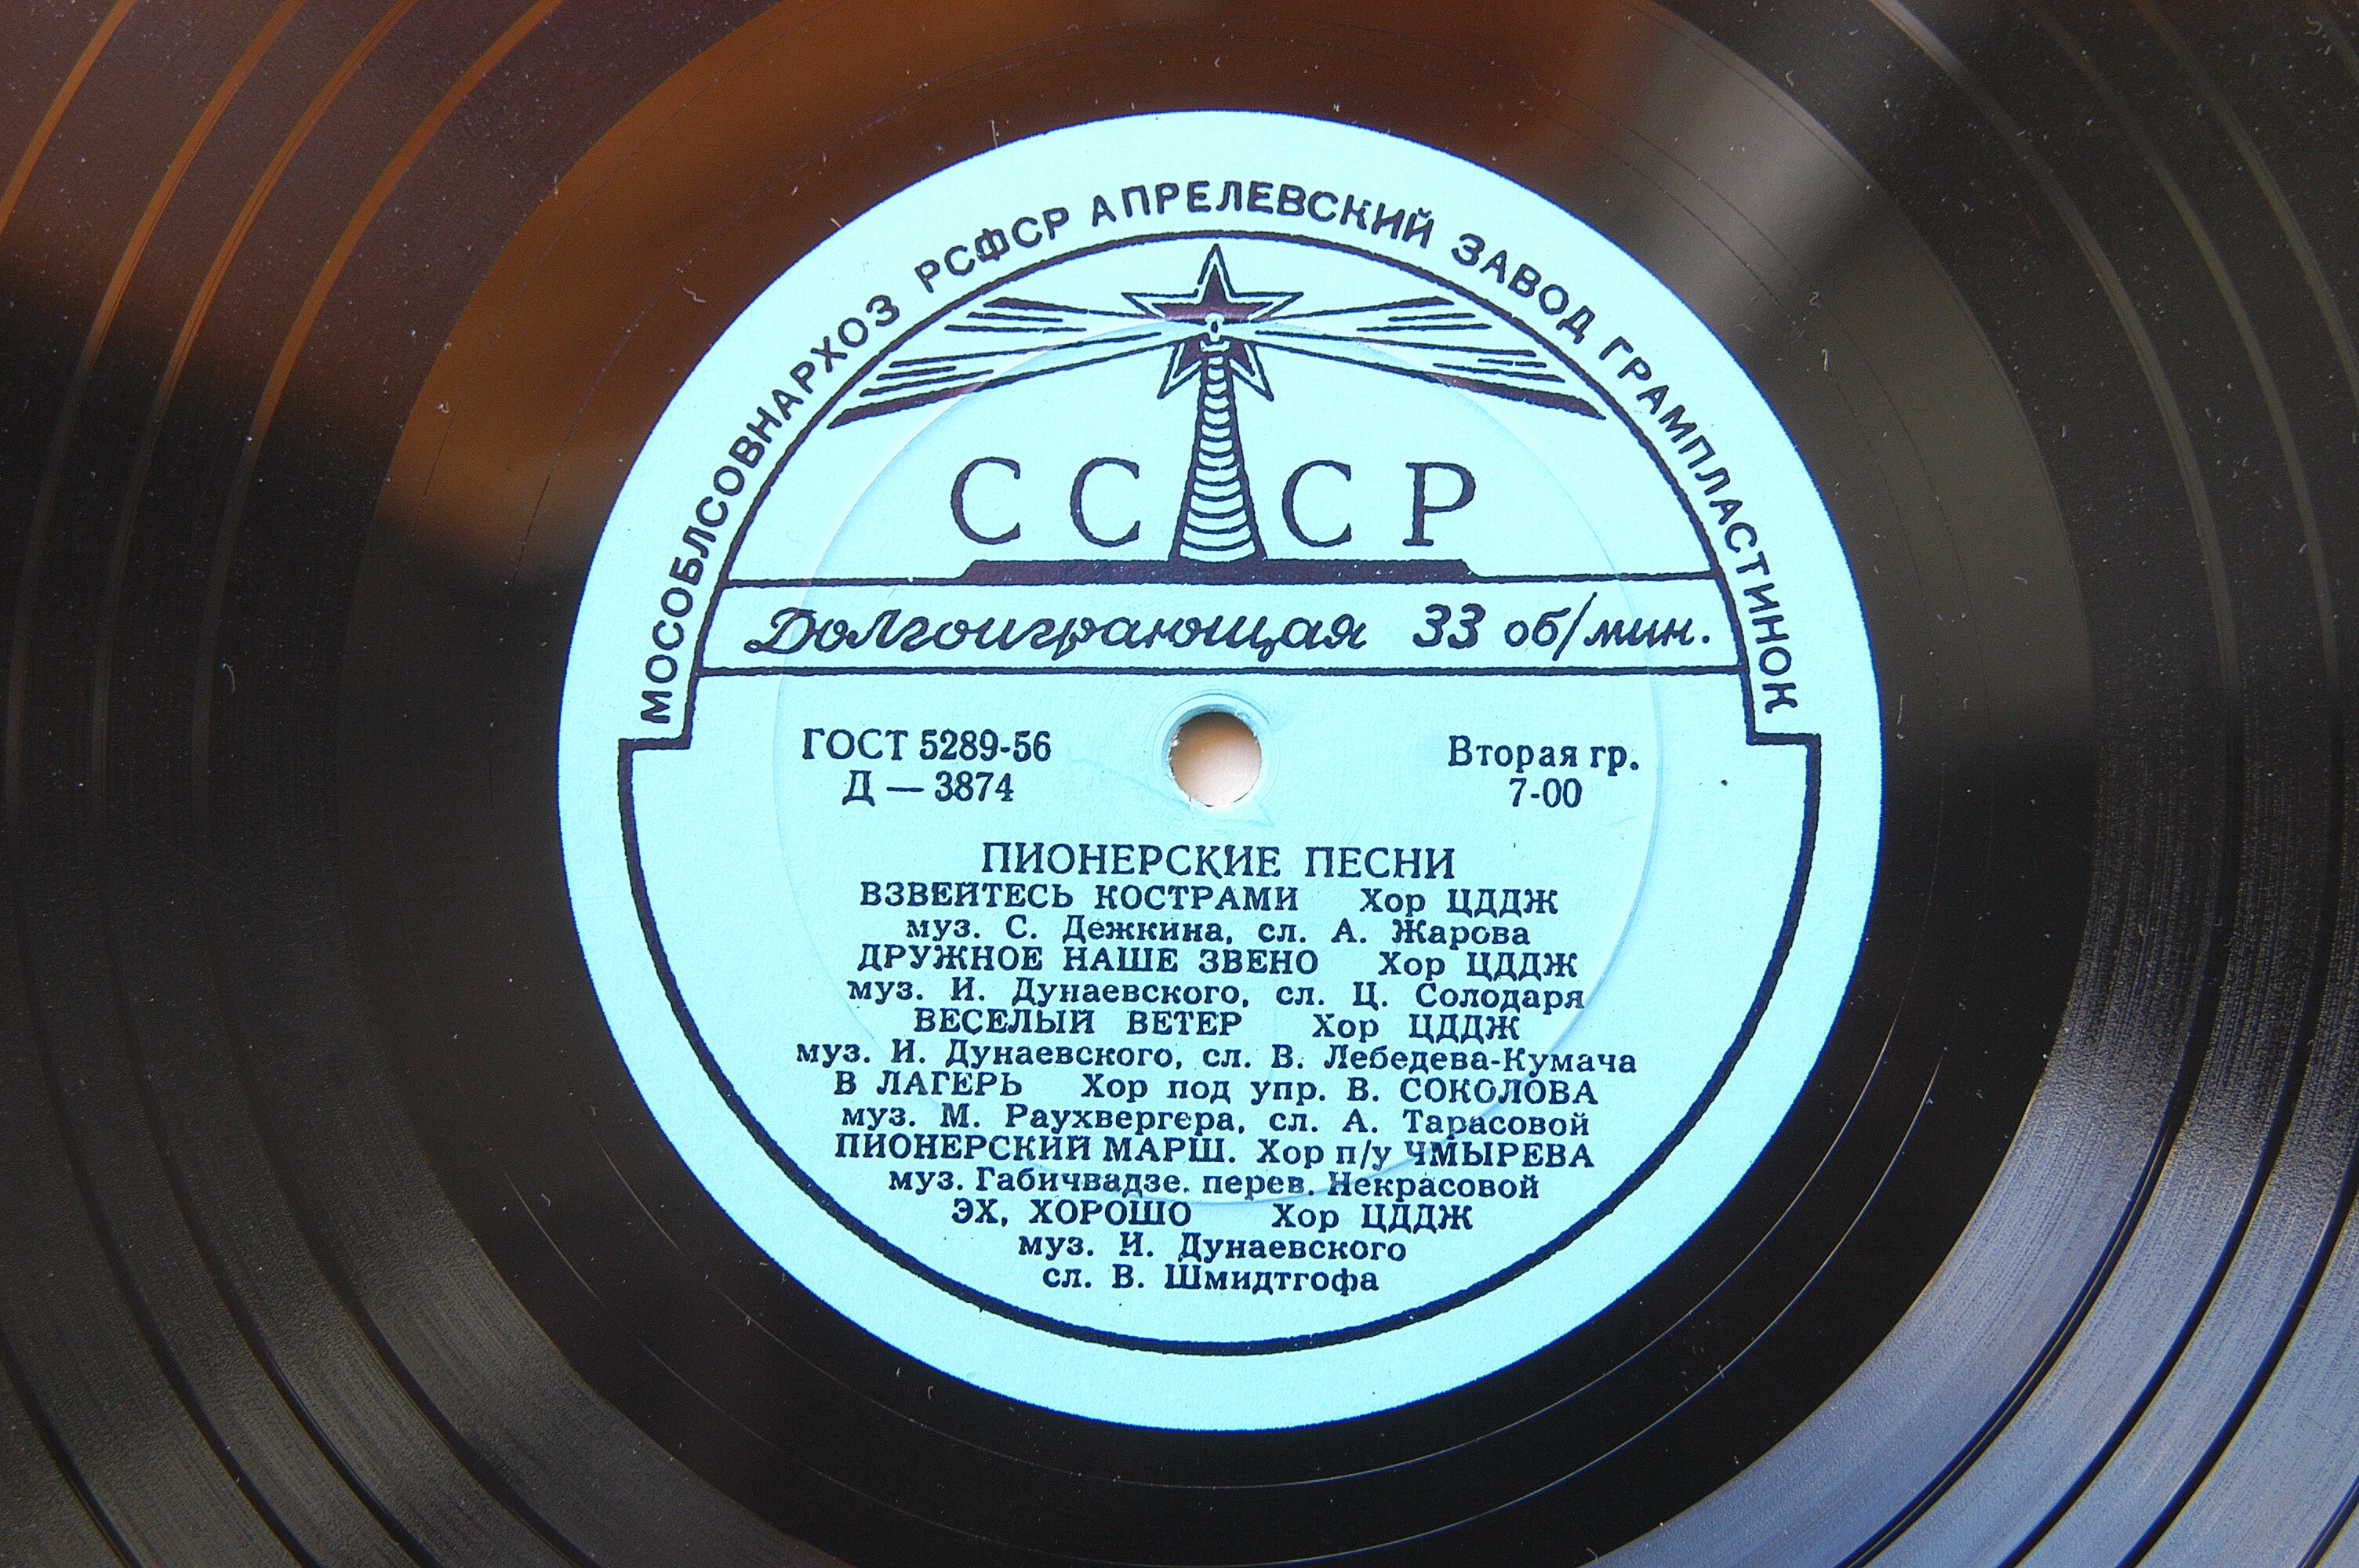 МОСОБЛСОВНАРХОЗ РСФСР АПРЕЛЕВСКИЙ ЗАВОД ГРАМПЛАСТИНОК
СССР
Долгоиграющая 33 об/мин.
ГОСТ 5289-56
Д — 3874
Вторая гр.
7-00
ПИОНЕРСКИЕ ПЕСНИ
ВЗВЕЙТЕСЬ КОСТРАМИ Хор ЦДДЖ
муз. С. Дежкина, сл. А. Жарова
ДРУЖНОЕ НАШЕ ЗВЕНО Хор ЦДДЖ
муз. И. Дунаевского, сл. Ц. Солодаря
ВЕСЕЛЫЙ ВЕТЕР Хор ЦДДЖ
муз. И. Дунаевского, сл. В. Лебедева-Кумача
В ЛАГЕРЬ Хор под упр. В. СОКОЛОВА
муз. М. Раухвергера, сл. А. Тарасовой
ПИОНЕРСКИЙ МАРШ. Хор п/у ЧМЫРЕВА
муз. Габичвадзе. перев. Некрасовой
ЭХ, ХОРОШО Хор ЦДДЖ
муз. И. Дунаевского
сл. В. Шмидтгофа